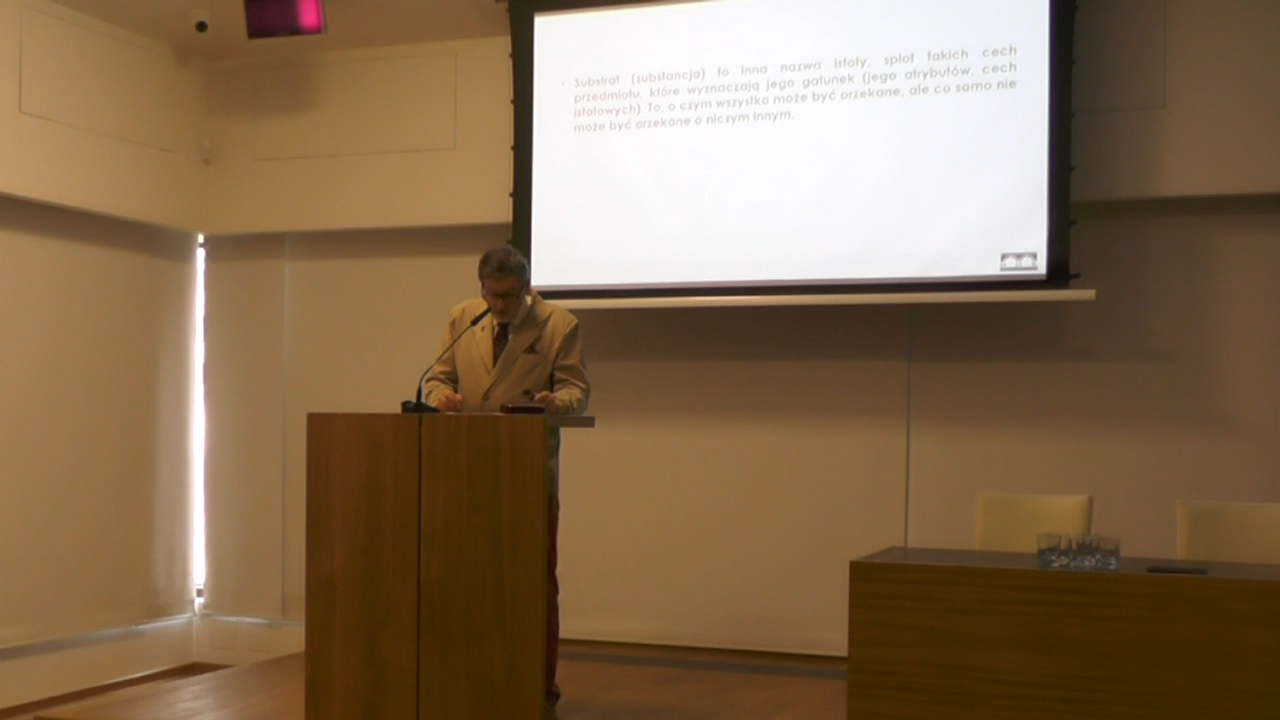 • Substrat (substancja) to inna nazwa istoty, splot takich cech
przedmiotu, które wyznaczają jego gatunek (jego atrybutów, cech
istotowych). To, o czym wszystko może być orzekane, ale co samo nie
może być orzekane o niczym innym.